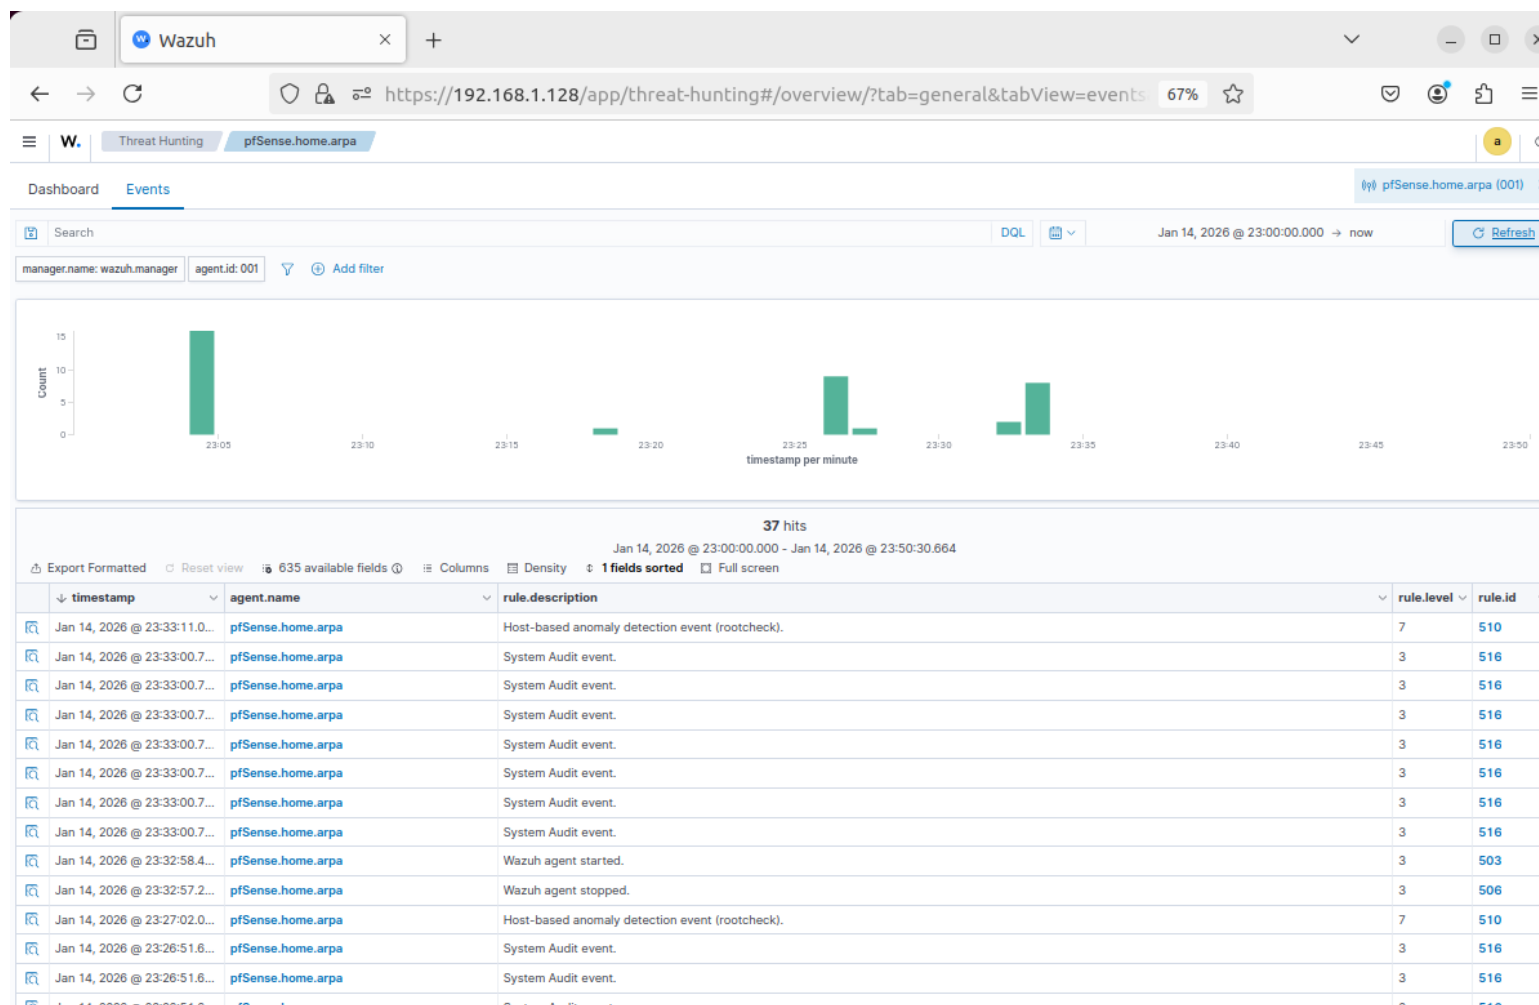 Wazuh
https://192.168.1.128/app/threat-hunting#/overview/?tab=general&tabView=events 67%
W. Threat Hunting pfSense.home.arpa a
Dashboard Events pfSense.home.arpa (001)
Search DQL Jan 14, 2026 @ 23:00:00.000 → now Refresh
manager.name: wazuh.manager agent.id: 001 Add filter
15
10
5
0
Count
23:05 23:10 23:15 23:20 23:25 23:30 23:35 23:40 23:45 23:50
timestamp per minute
37 hits
Jan 14, 2026 @ 23:00:00.000 - Jan 14, 2026 @ 23:50:30.664
Export Formatted Reset view 635 available fields Columns Density 1 fields sorted Full screen
timestamp agent.name rule.description rule.level rule.id
Jan 14, 2026 @ 23:33:11.0... pfSense.home.arpa Host-based anomaly detection event (rootcheck). 7 510
Jan 14, 2026 @ 23:33:00.7... pfSense.home.arpa System Audit event. 3 516
Jan 14, 2026 @ 23:33:00.7... pfSense.home.arpa System Audit event. 3 516
Jan 14, 2026 @ 23:33:00.7... pfSense.home.arpa System Audit event. 3 516
Jan 14, 2026 @ 23:33:00.7... pfSense.home.arpa System Audit event. 3 516
Jan 14, 2026 @ 23:33:00.7... pfSense.home.arpa System Audit event. 3 516
Jan 14, 2026 @ 23:33:00.7... pfSense.home.arpa System Audit event. 3 516
Jan 14, 2026 @ 23:33:00.7... pfSense.home.arpa System Audit event. 3 516
Jan 14, 2026 @ 23:32:58.4... pfSense.home.arpa Wazuh agent started. 3 503
Jan 14, 2026 @ 23:32:57.2... pfSense.home.arpa Wazuh agent stopped. 3 506
Jan 14, 2026 @ 23:27:02.0... pfSense.home.arpa Host-based anomaly detection event (rootcheck). 7 510
Jan 14, 2026 @ 23:26:51.6... pfSense.home.arpa System Audit event. 3 516
Jan 14, 2026 @ 23:26:51.6... pfSense.home.arpa System Audit event. 3 516